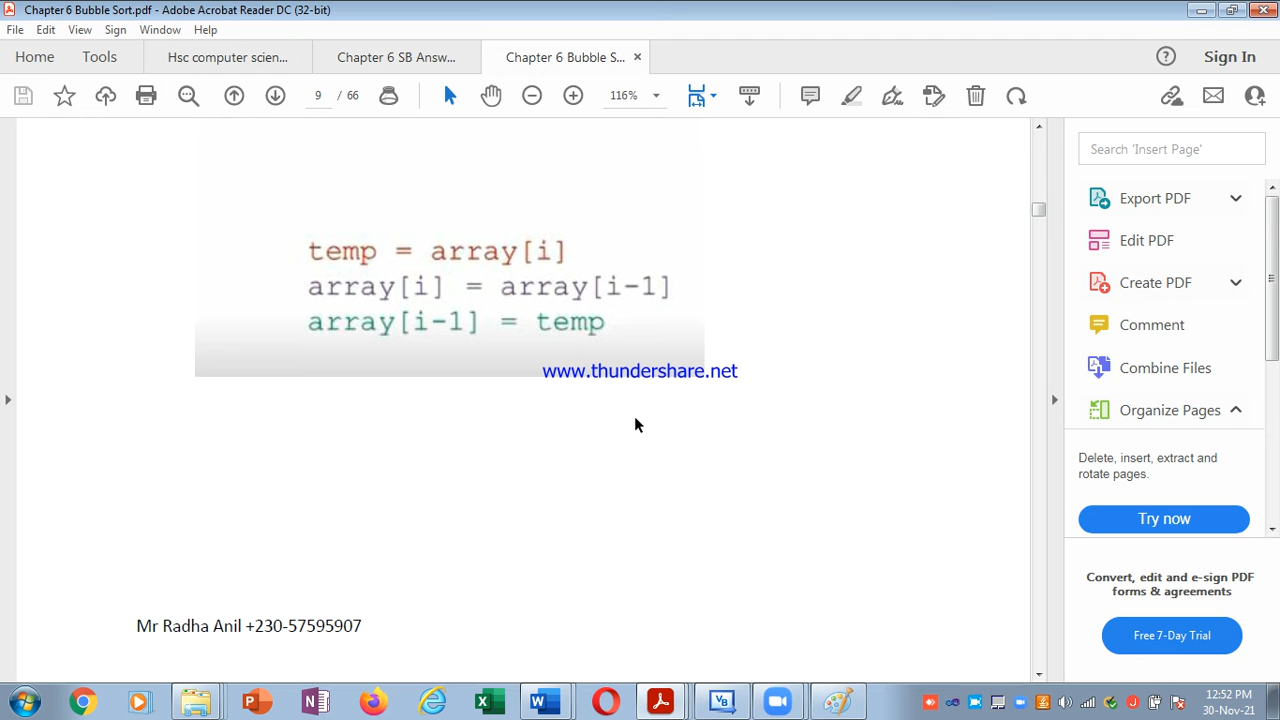 Chapter 6 Bubble Sort.pdf - Adobe Acrobat Reader DC (32-bit)
File Edit View Sign Window Help
Home Tools Hsc computer scien... Chapter 6 SB Answ... Chapter 6 Bubble S... × Sign In
9 / 66 116%
Search 'Insert Page'
Export PDF
Edit PDF
Create PDF
Comment
Combine Files
Organize Pages
Delete, insert, extract and
rotate pages.
Try now
Convert, edit and e-sign PDF
forms & agreements
Free 7-Day Trial
temp = array[i]
array[i] = array[i-1]
array[i-1] = temp
www.thundershare.net
Mr Radha Anil +230-57595907
12:52 PM
30-Nov-21